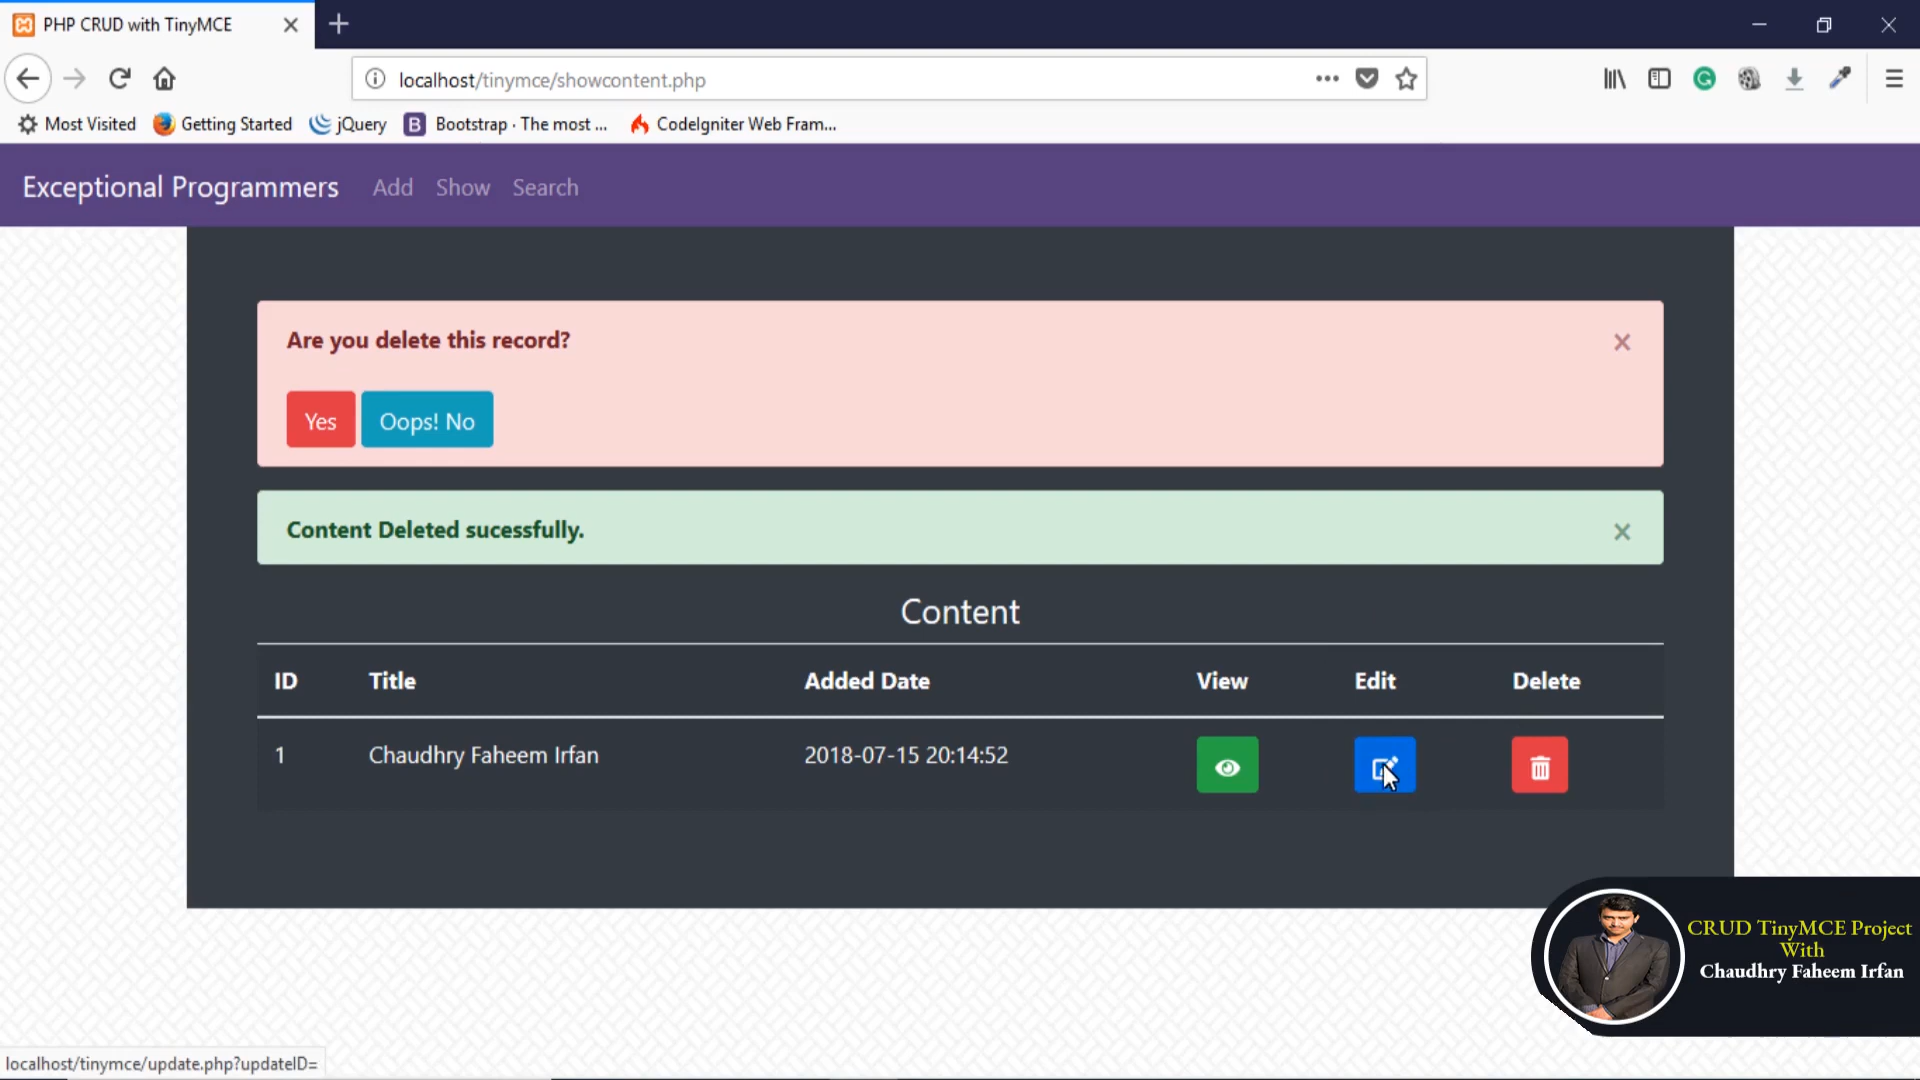 PHP CRUD with TinyMCE
localhost/tinymce/showcontent.php
Most Visited Getting Started jQuery B Bootstrap · The most ... CodeIgniter Web Fram...
Exceptional Programmers Add Show Search
Are you delete this record?
Yes Oops! No
Content Deleted sucessfully.
Content
ID Title Added Date View Edit Delete
1 Chaudhry Faheem Irfan 2018-07-15 20:14:52
CRUD TinyMCE Project
With
Chaudhry Faheem Irfan
localhost/tinymce/update.php?updateID=